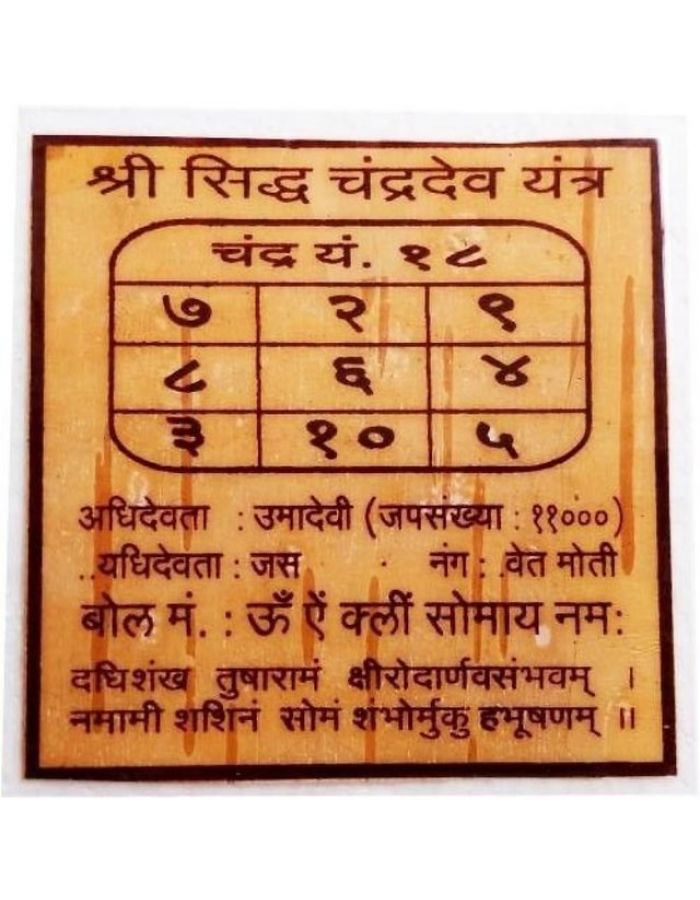 श्री सिद्ध चंद्रदेव यंत्र
चंद्र यं. १८
७ २ ९
८ ६ ४
३ १० ५
अधिदेवता : उमादेवी (जपसंख्या : ११०००)
..यधिदेवता : जस नंग : .वेत मोती
बोल मं. : ऊँ ऐं क्लीं सोमाय नमः
दधिशंख तुषारामं क्षीरोदार्णवसंभवम् ।
नमामी शशिनं सोमं शंभोर्मुकु हभूषणम् ॥